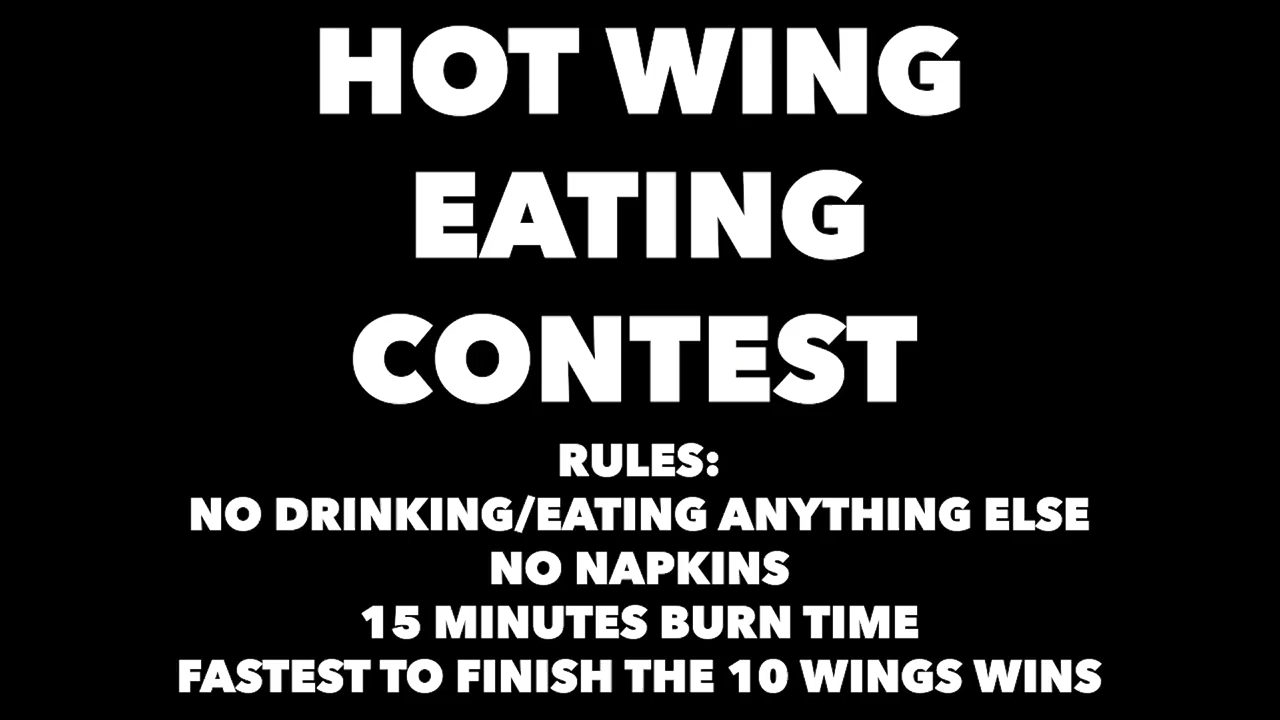 HOT WING
EATING
CONTEST
RULES:
NO DRINKING/EATING ANYTHING ELSE
NO NAPKINS
15 MINUTES BURN TIME
FASTEST TO FINISH THE 10 WINGS WINS